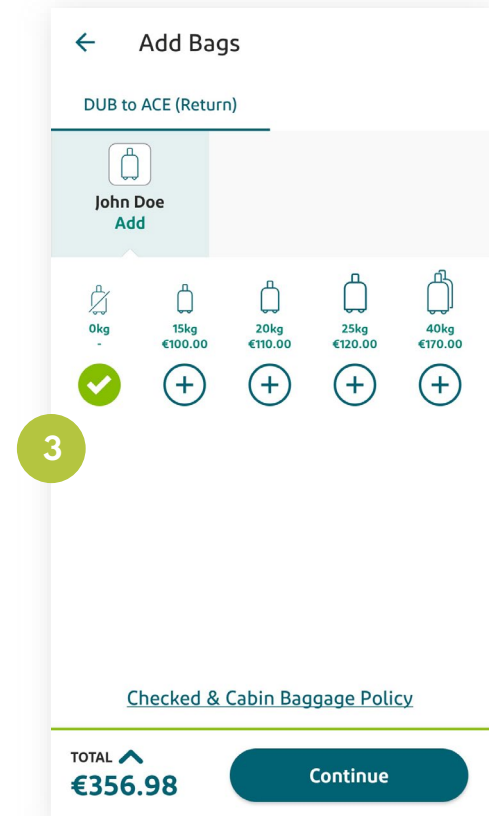 Add Bags
DUB to ACE (Return)
John Doe
Add
0kg 15kg 20kg 25kg 40kg
- €100.00 €110.00 €120.00 €170.00
3
Checked & Cabin Baggage Policy
TOTAL
€356.98
Continue